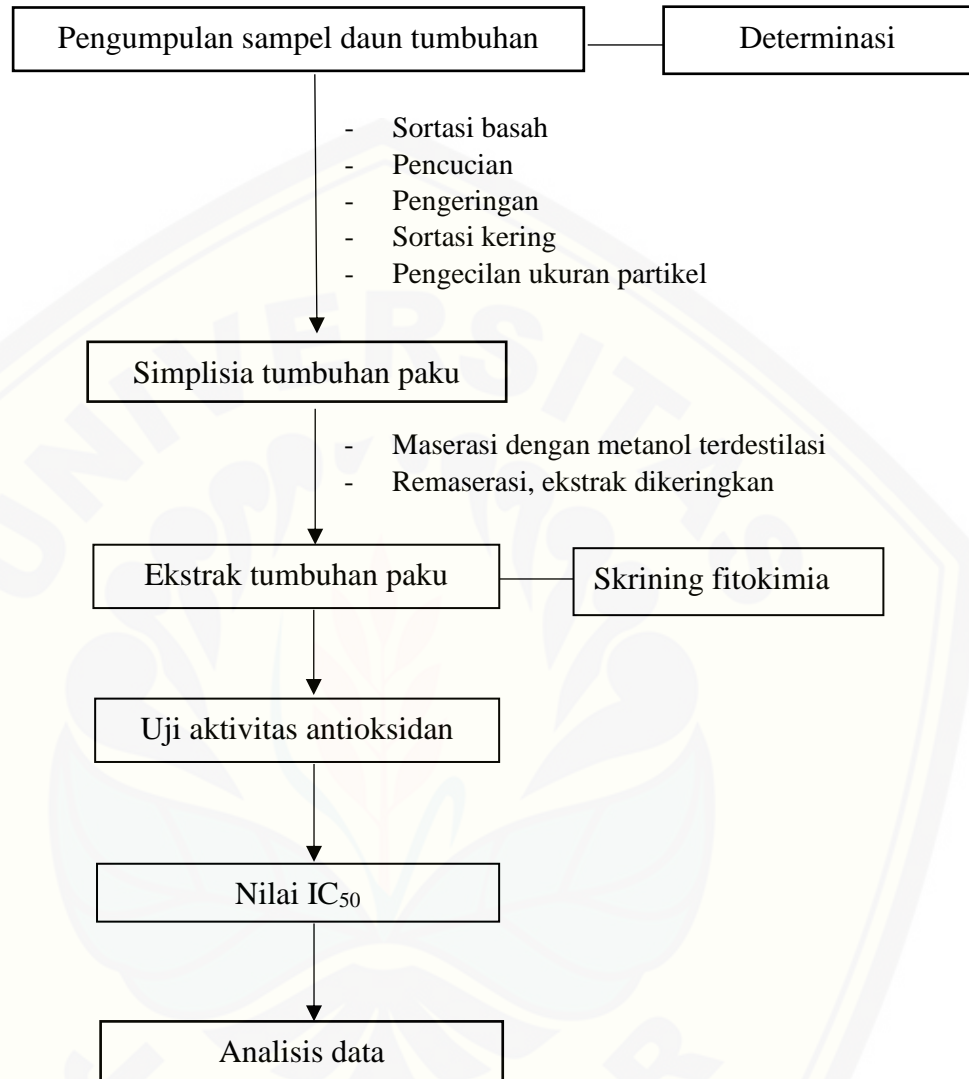 Pengumpulan sampel daun tumbuhan
Determinasi
- Sortasi basah
- Pencucian
- Pengeringan
- Sortasi kering
- Pengecilan ukuran partikel
Simplisia tumbuhan paku
- Maserasi dengan metanol terdestilasi
- Remaserasi, ekstrak dikeringkan
Ekstrak tumbuhan paku
Skrining fitokimia
Uji aktivitas antioksidan
Nilai IC₅₀
Analisis data
UNIVERSITAS